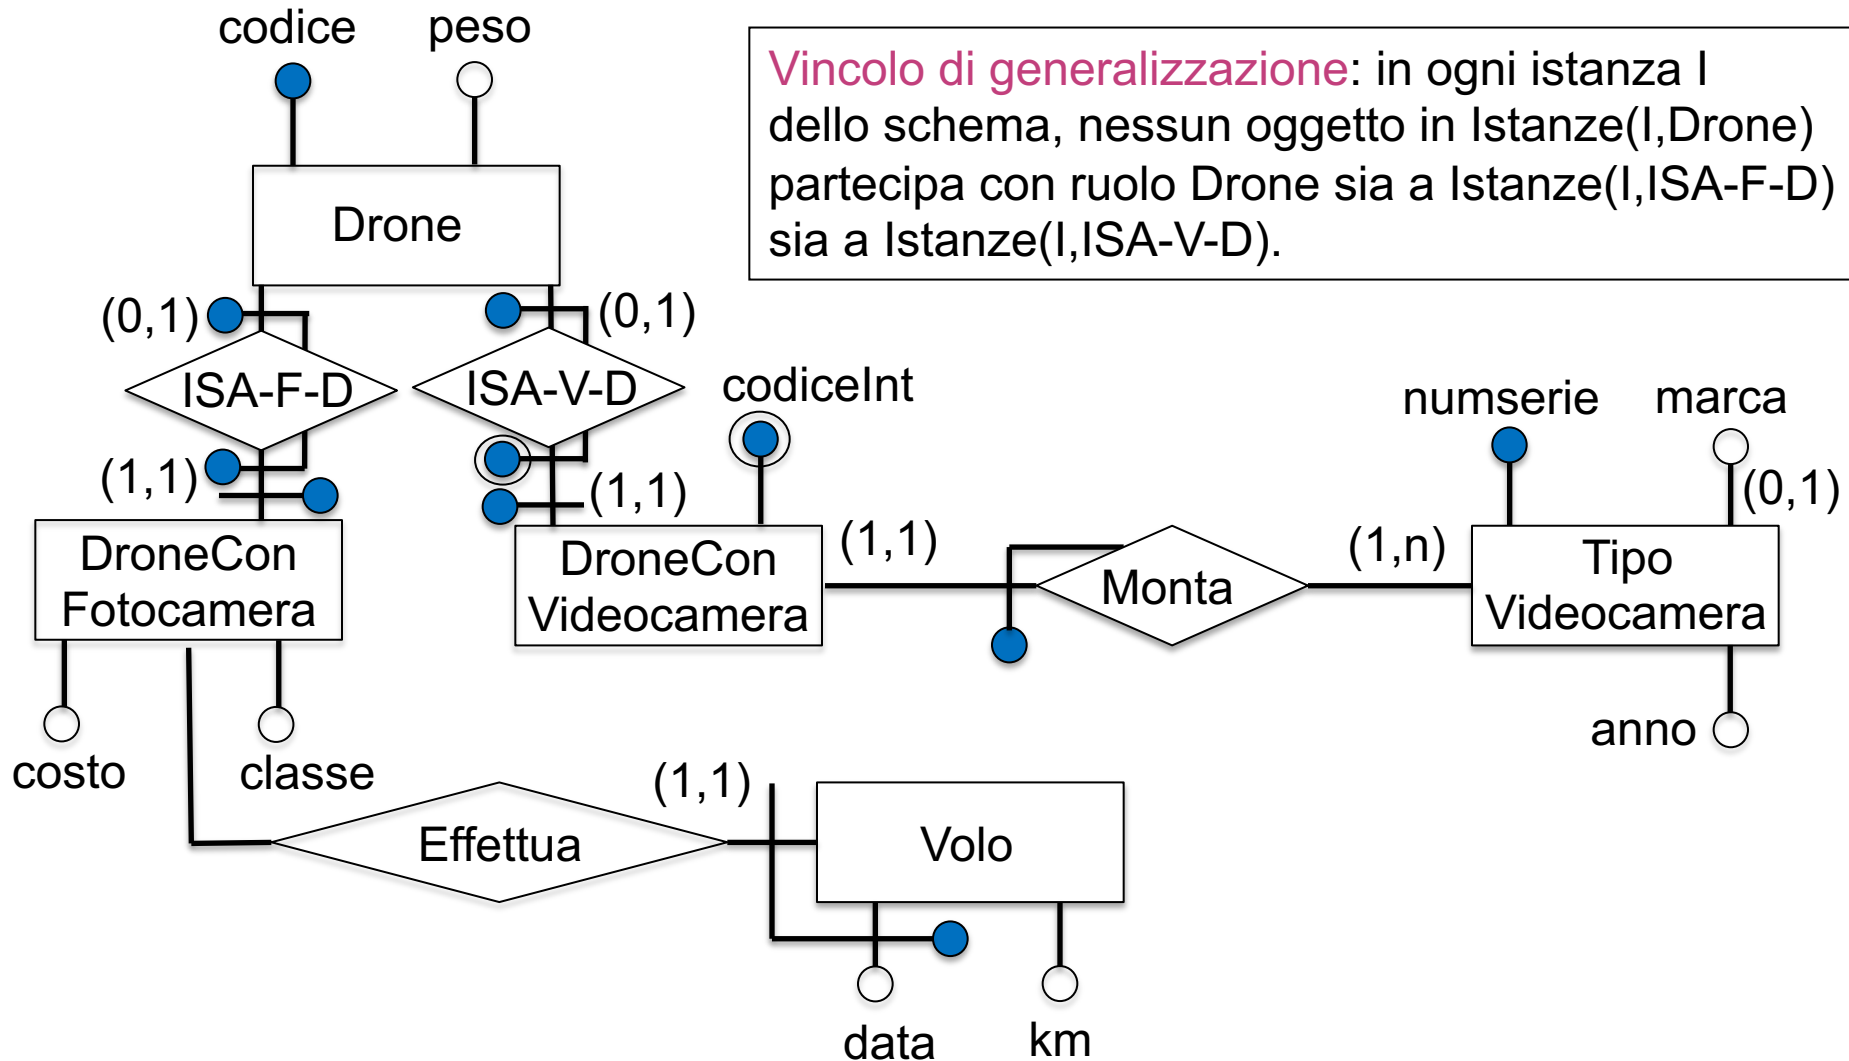 codice
peso
Vincolo di generalizzazione: in ogni istanza I
dello schema, nessun oggetto in Istanze(I,Drone)
partecipa con ruolo Drone sia a Istanze(I,ISA-F-D)
sia a Istanze(I,ISA-V-D).
Drone
(0,1)
(0,1)
ISA-F-D
ISA-V-D
codiceInt
numserie
marca
(1,1)
(1,1)
(0,1)
DroneCon
Fotocamera
DroneCon
Videocamera
(1,1)
Monta
(1,n)
Tipo
Videocamera
costo
classe
anno
Effettua
(1,1)
Volo
data
km